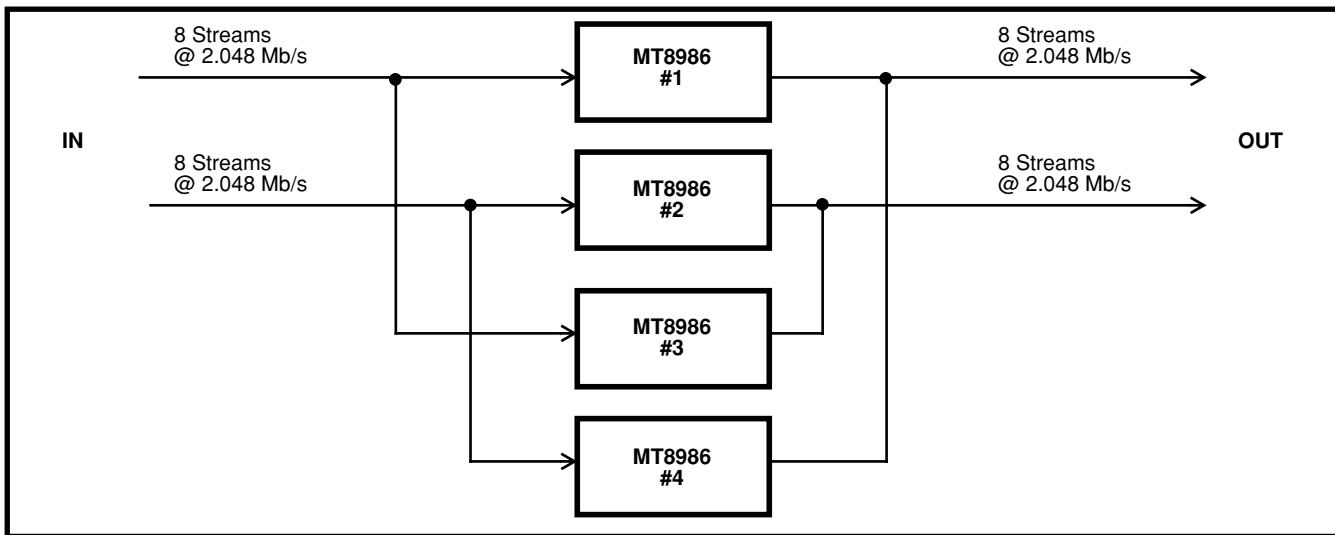 8 Streams
@ 2.048 Mb/s
MT8986
#1
8 Streams
@ 2.048 Mb/s
IN
OUT
8 Streams
@ 2.048 Mb/s
MT8986
#2
8 Streams
@ 2.048 Mb/s
MT8986
#3
MT8986
#4